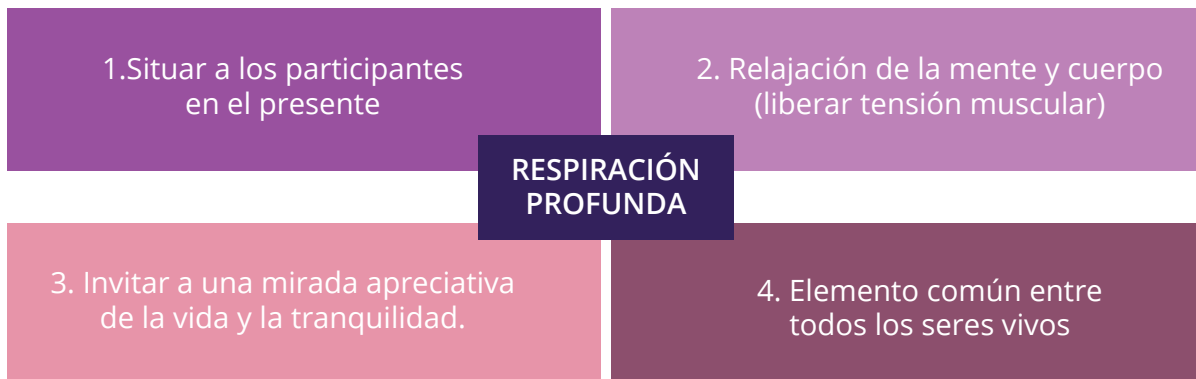 1.Situar a los participantes
en el presente
2. Relajación de la mente y cuerpo
(liberar tensión muscular)
RESPIRACIÓN
PROFUNDA
3. Invitar a una mirada apreciativa
de la vida y la tranquilidad.
4. Elemento común entre
todos los seres vivos